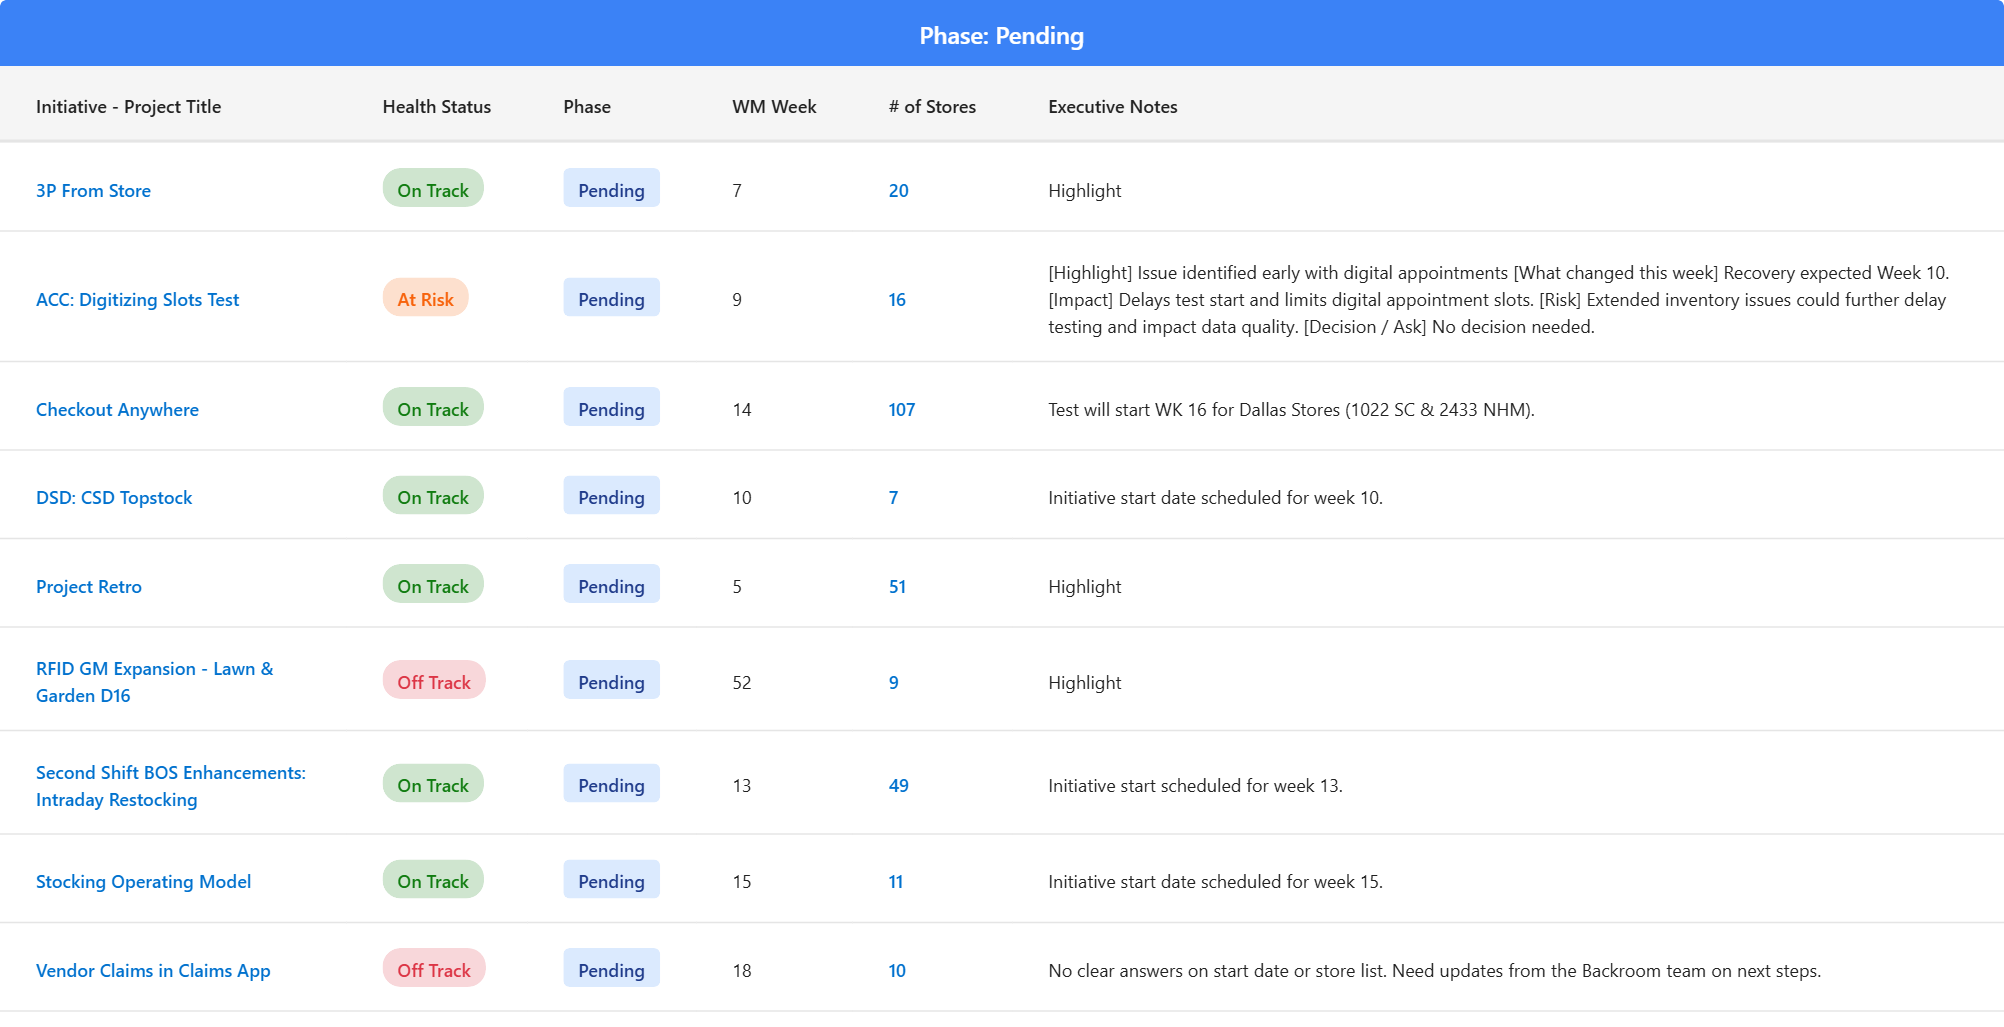 Phase: Pending
Initiative - Project Title Health Status Phase WM Week # of Stores Executive Notes
3P From Store On Track Pending 7 20 Highlight
ACC: Digitizing Slots Test At Risk Pending 9 16 [Highlight] Issue identified early with digital appointments [What changed this week] Recovery expected Week 10.
[Impact] Delays test start and limits digital appointment slots. [Risk] Extended inventory issues could further delay
testing and impact data quality. [Decision / Ask] No decision needed.
Checkout Anywhere On Track Pending 14 107 Test will start WK 16 for Dallas Stores (1022 SC & 2433 NHM).
DSD: CSD Topstock On Track Pending 10 7 Initiative start date scheduled for week 10.
Project Retro On Track Pending 5 51 Highlight
RFID GM Expansion - Lawn &
Garden D16 Off Track Pending 52 9 Highlight
Second Shift BOS Enhancements:
Intraday Restocking On Track Pending 13 49 Initiative start scheduled for week 13.
Stocking Operating Model On Track Pending 15 11 Initiative start date scheduled for week 15.
Vendor Claims in Claims App Off Track Pending 18 10 No clear answers on start date or store list. Need updates from the Backroom team on next steps.